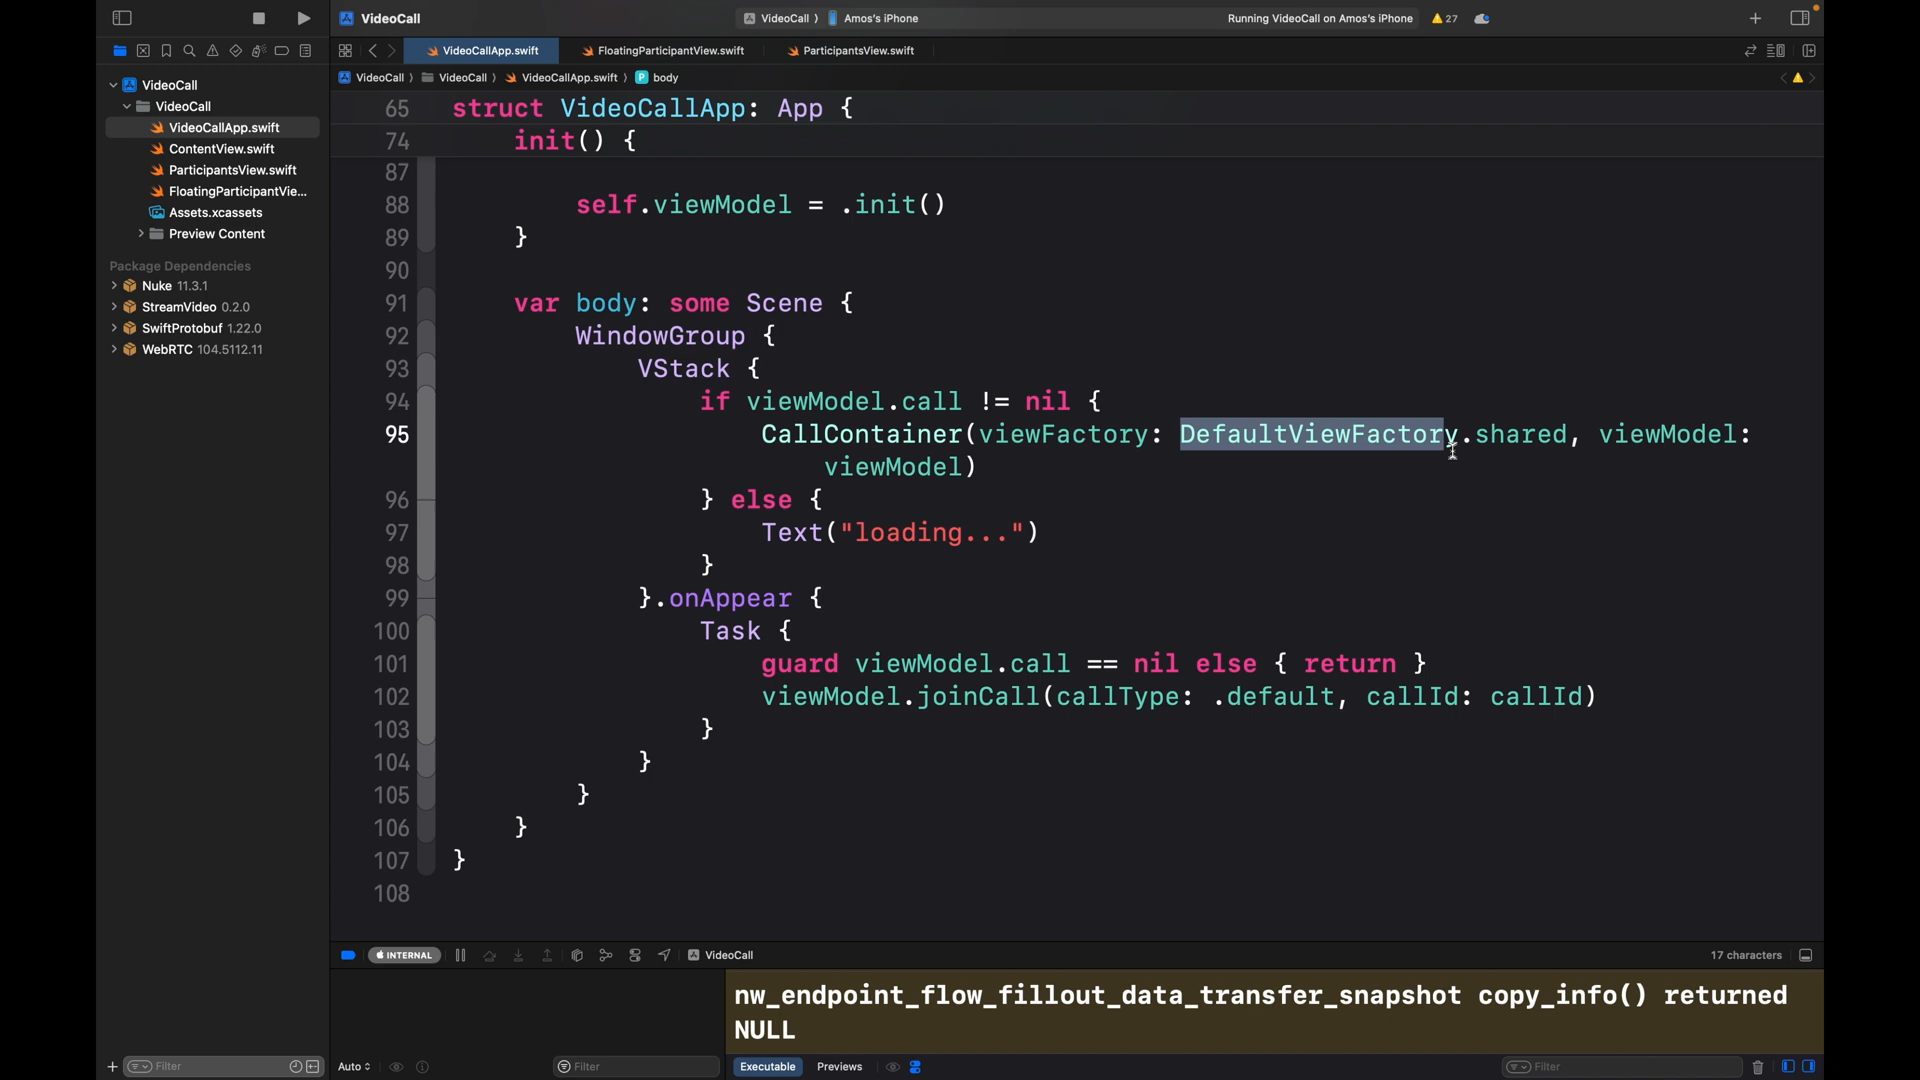 VideoCall
VideoCall ⟩ Amos's iPhone
Running VideoCall on Amos's iPhone
27
VideoCallApp.swift
FloatingParticipantView.swift
ParticipantsView.swift
VideoCall ⟩ VideoCall ⟩ VideoCallApp.swift ⟩ P body
VideoCall
VideoCall
VideoCallApp.swift
ContentView.swift
ParticipantsView.swift
FloatingParticipantVie...
Assets.xcassets
Preview Content
Package Dependencies
Nuke 11.3.1
StreamVideo 0.2.0
SwiftProtobuf 1.22.0
WebRTC 104.5112.11
65 struct VideoCallApp: App {
74 init() {
87
88 self.viewModel = .init()
89 }
90
91 var body: some Scene {
92 WindowGroup {
93 VStack {
94 if viewModel.call != nil {
95 CallContainer(viewFactory: DefaultViewFactory.shared, viewModel:
viewModel)
96 } else {
97 Text("loading...")
98 }
99 }.onAppear {
100 Task {
101 guard viewModel.call == nil else { return }
102 viewModel.joinCall(callType: .default, callId: callId)
103 }
104 }
105 }
106 }
107 }
108
INTERNAL
VideoCall
17 characters
nw_endpoint_flow_fillout_data_transfer_snapshot copy_info() returned
NULL
Filter
Auto
Filter
Executable
Previews
Filter